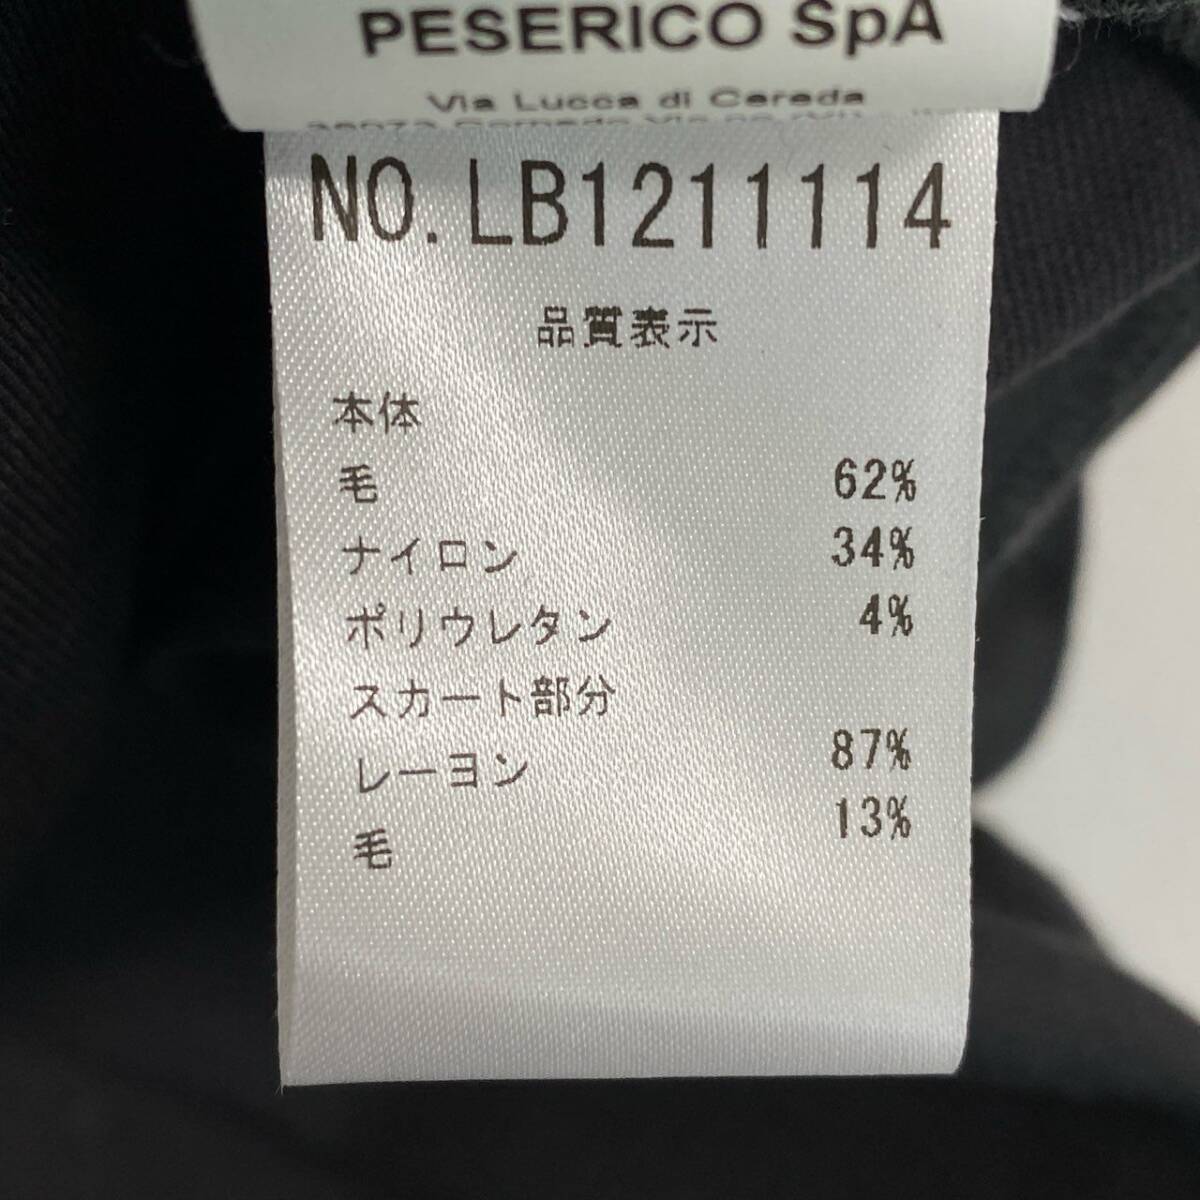 PESERICO SpA
Via Lucca di Cereda
NO. LB1211114
品質表示
本体
毛 62%
ナイロン 34%
ポリウレタン 4%
スカート部分
レーヨン 87%
毛 13%